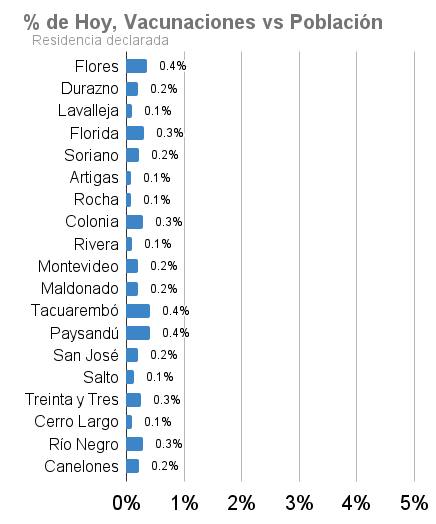 % de Hoy, Vacunaciones vs Población
Residencia declarada
Flores 0.4%
Durazno 0.2%
Lavalleja 0.1%
Florida 0.3%
Soriano 0.2%
Artigas 0.1%
Rocha 0.1%
Colonia 0.3%
Rivera 0.1%
Montevideo 0.2%
Maldonado 0.2%
Tacuarembó 0.4%
Paysandú 0.4%
San José 0.2%
Salto 0.1%
Treinta y Tres 0.3%
Cerro Largo 0.1%
Río Negro 0.3%
Canelones 0.2%
0% 1% 2% 3% 4% 5%